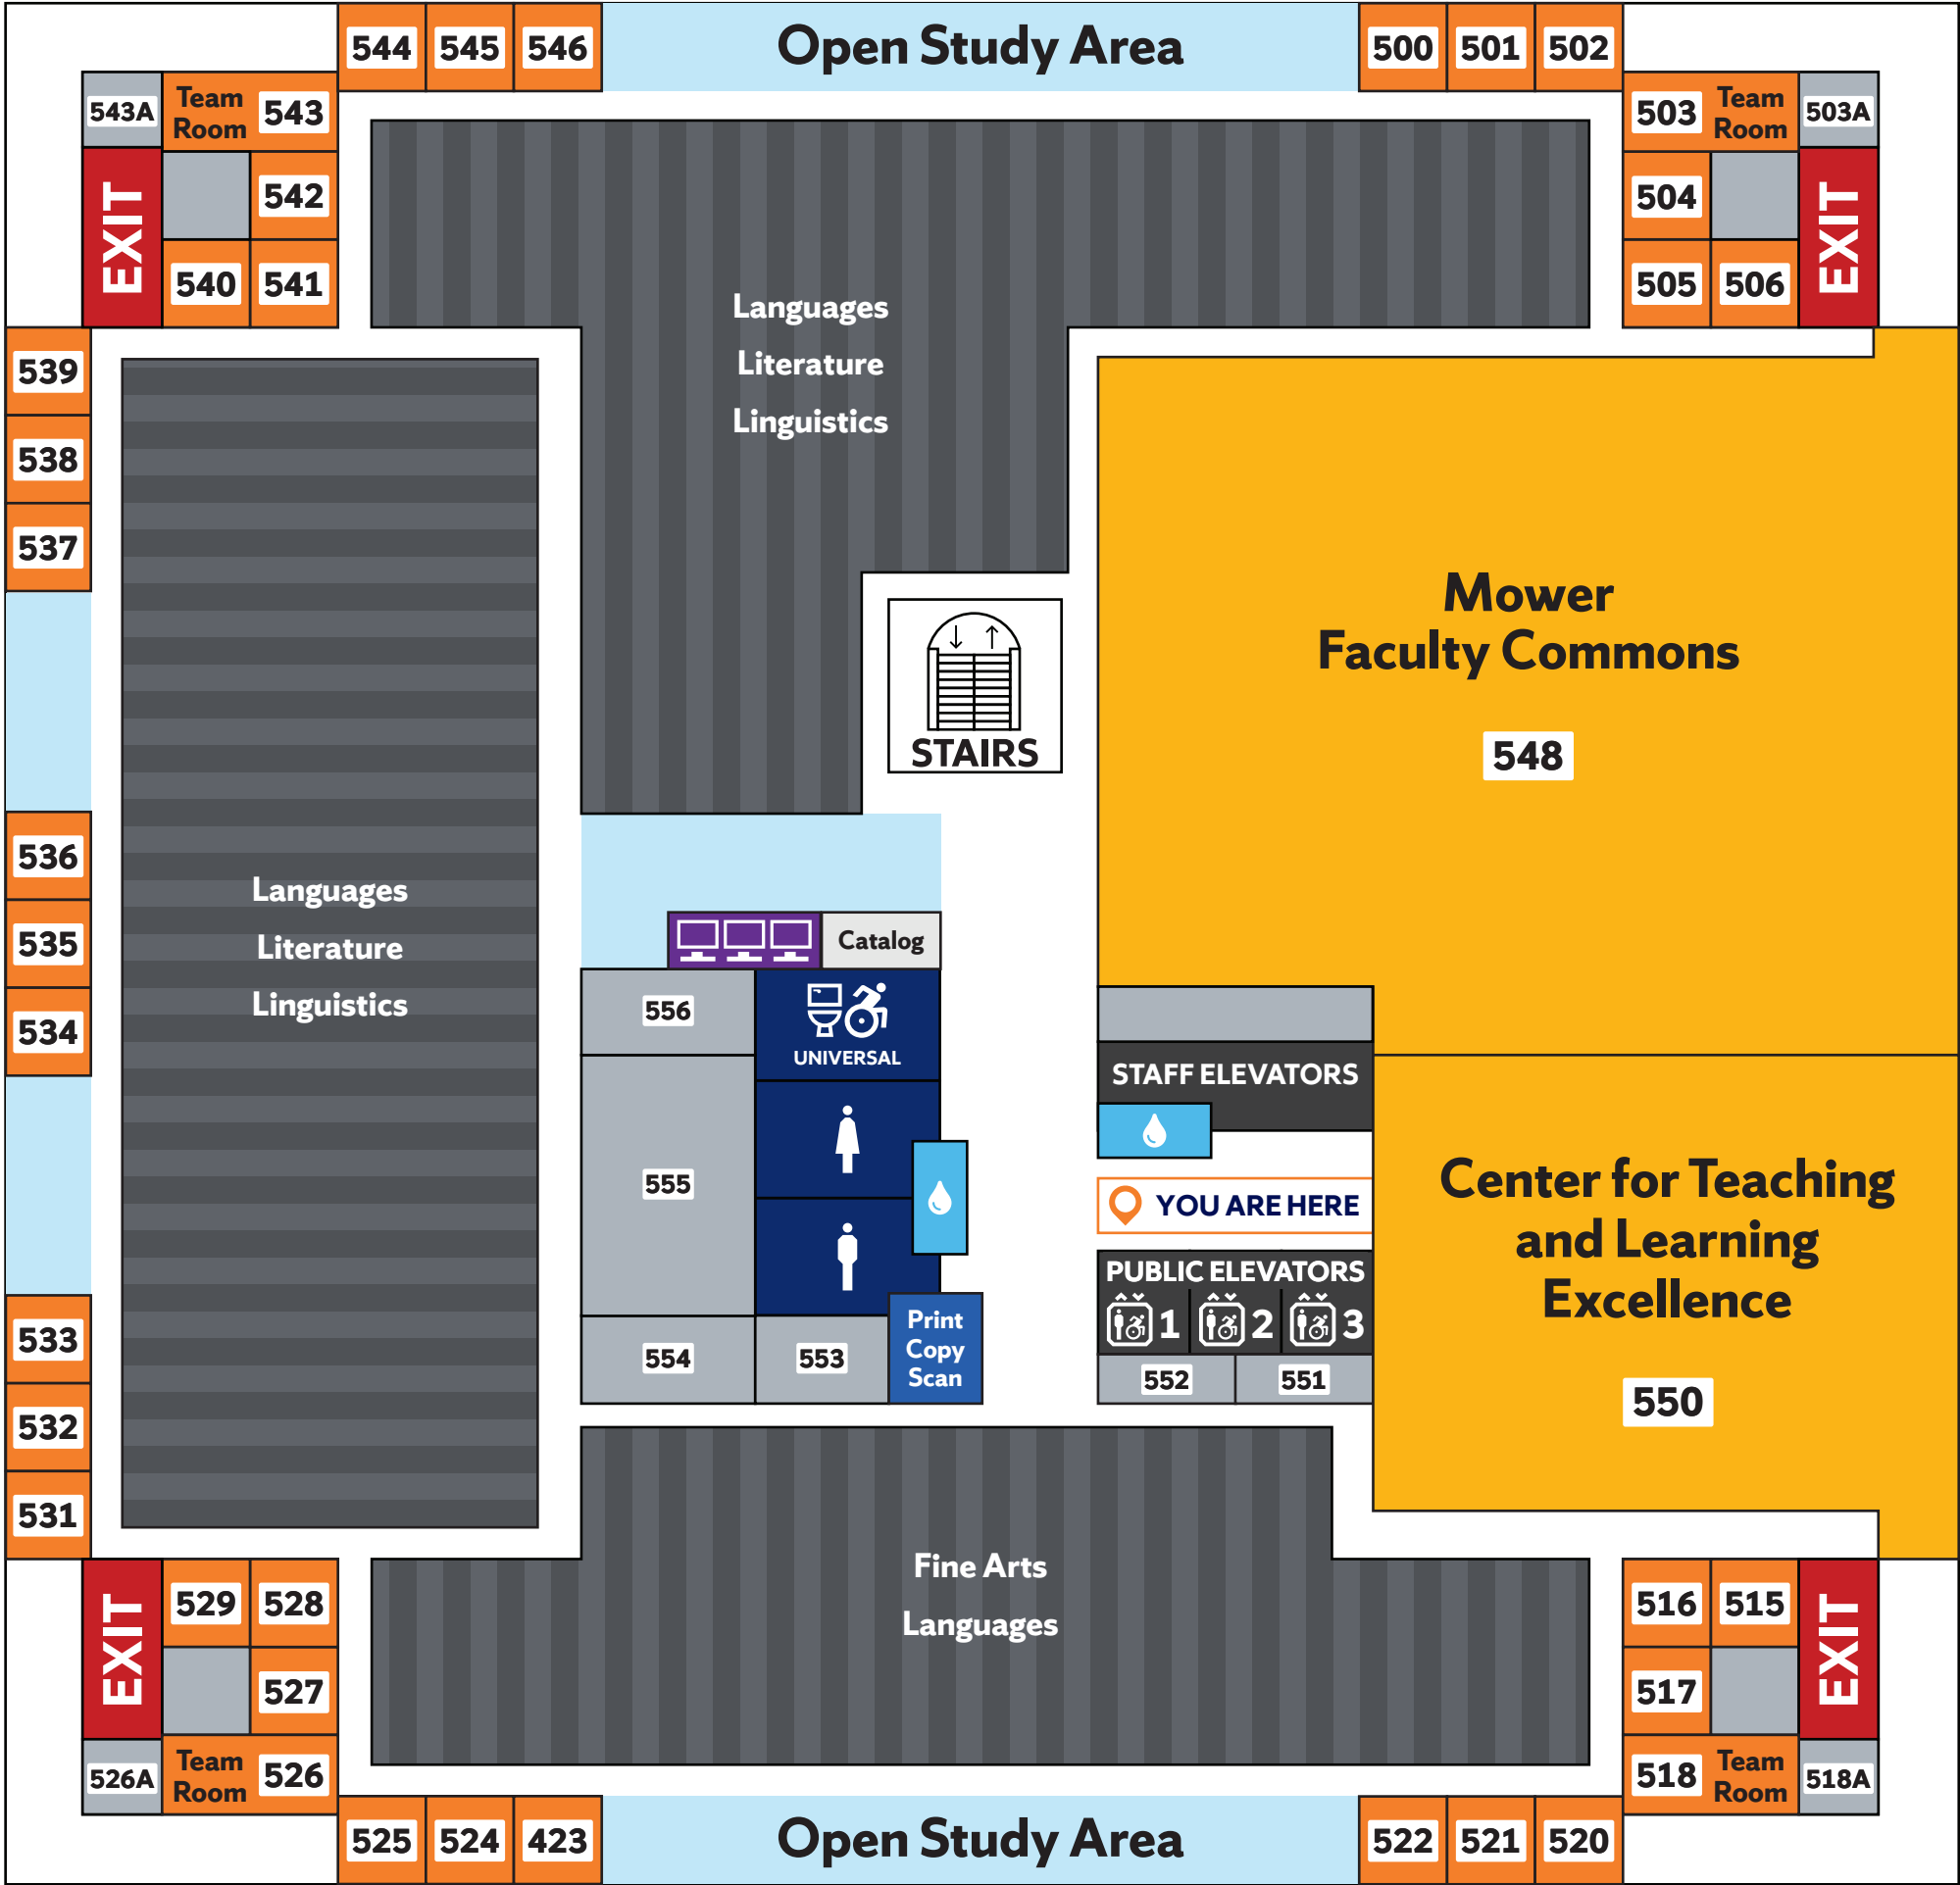 544 545 546
Open Study Area
500 501 502
543A
Team
Room
543
503
Team
Room
503A
EXIT
542
504
EXIT
540 541
505 506
Languages
Literature
Linguistics
539
538
537
STAIRS
Mower
Faculty Commons
548
536
535
534
Languages
Literature
Linguistics
Catalog
556
UNIVERSAL
555
554
553
Print
Copy
Scan
STAFF ELEVATORS
YOU ARE HERE
PUBLIC ELEVATORS
1 2 3
552 551
Center for Teaching
and Learning
Excellence
550
533
532
531
Fine Arts
Languages
EXIT
529 528
527
526A
Team
Room
526
516 515
EXIT
517
518
Team
Room
518A
525 524 423
Open Study Area
522 521 520